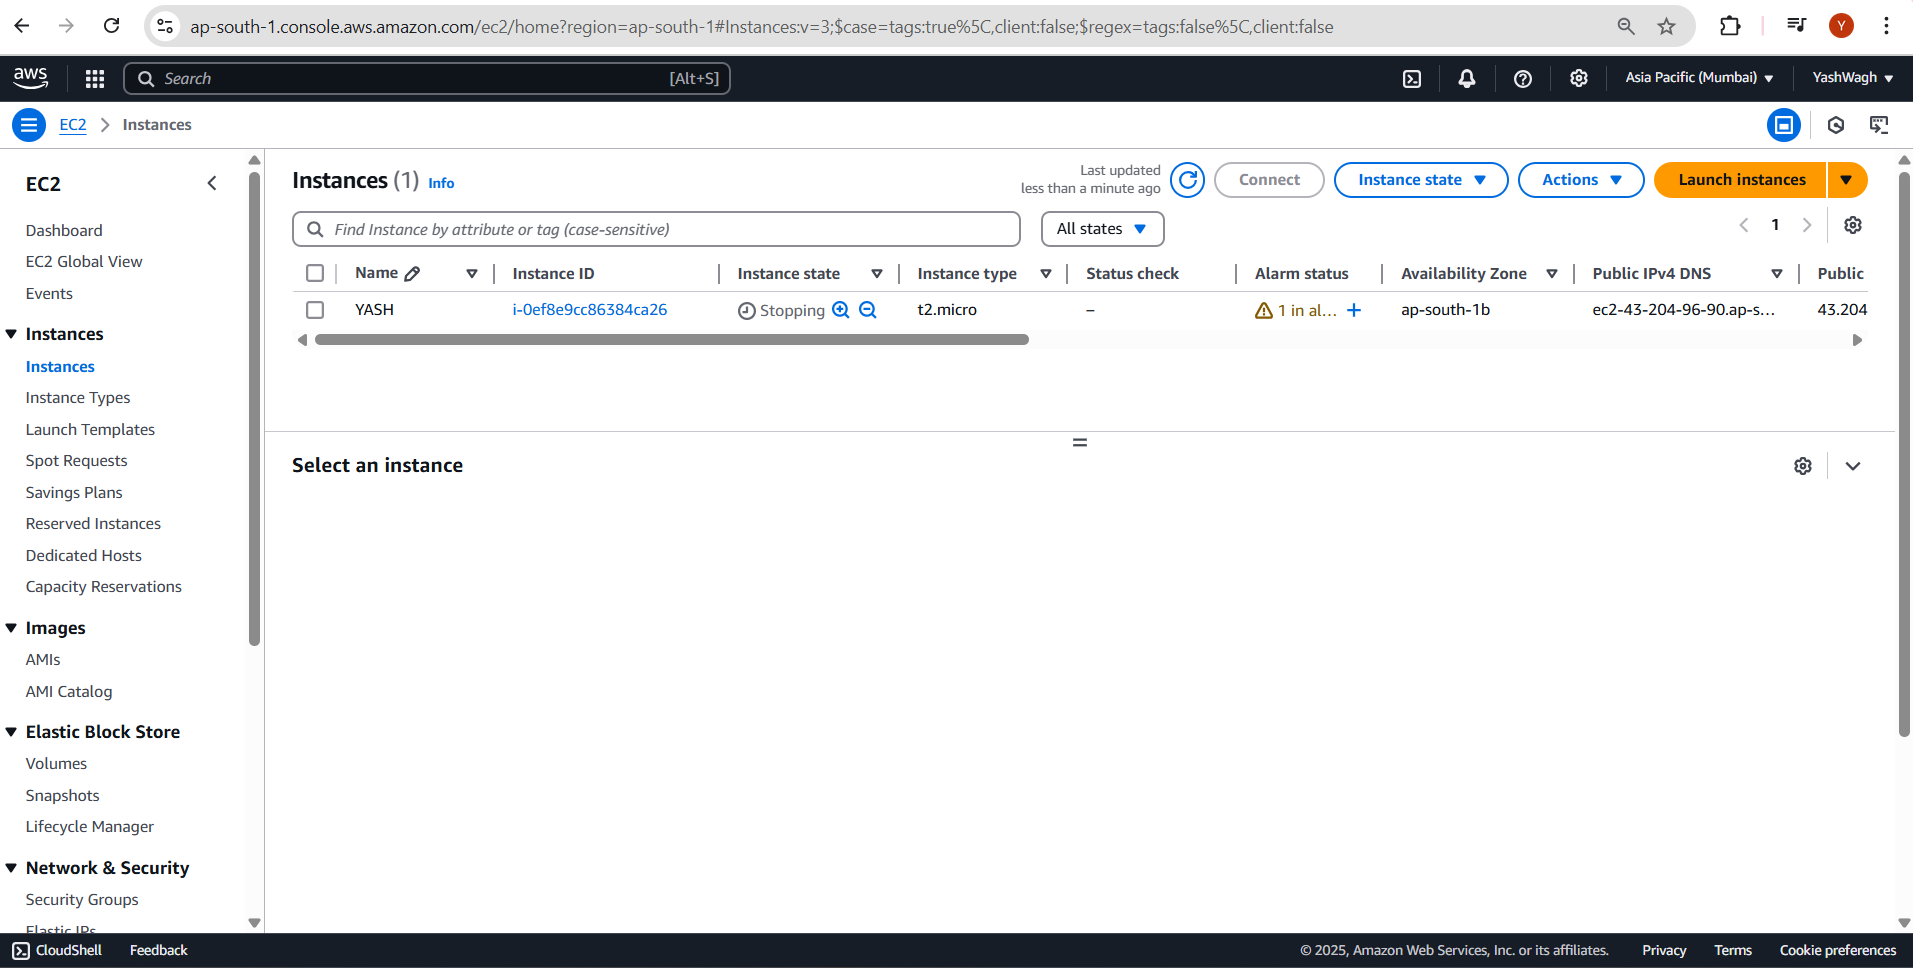 ap-south-1.console.aws.amazon.com/ec2/home?region=ap-south-1#Instances:v=3;$case=tags:true%5C,client:false;$regex=tags:false%5C,client:false
Y
aws
Search
[Alt+S]
Asia Pacific (Mumbai)
YashWagh
EC2
Instances
EC2
Dashboard
EC2 Global View
Events
Instances
Instances
Instance Types
Launch Templates
Spot Requests
Savings Plans
Reserved Instances
Dedicated Hosts
Capacity Reservations
Images
AMIs
AMI Catalog
Elastic Block Store
Volumes
Snapshots
Lifecycle Manager
Network & Security
Security Groups
Elastic IPs
Instances (1) Info
Last updated
less than a minute ago
Connect
Instance state
Actions
Launch instances
Find Instance by attribute or tag (case-sensitive)
All states
1
Name Instance ID Instance state Instance type Status check Alarm status Availability Zone Public IPv4 DNS Public
YASH i-0ef8e9cc86384ca26 Stopping t2.micro – 1 in al... + ap-south-1b ec2-43-204-96-90.ap-s... 43.204
Select an instance
CloudShell
Feedback
© 2025, Amazon Web Services, Inc. or its affiliates.
Privacy
Terms
Cookie preferences